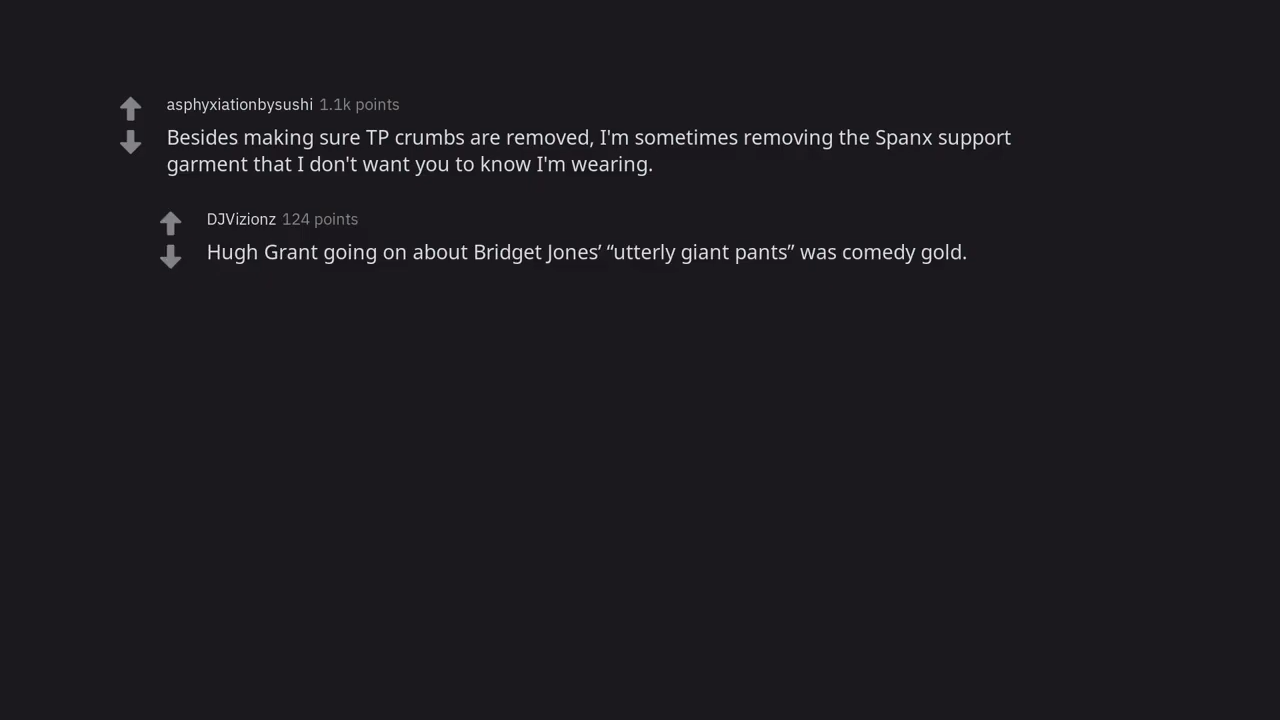 asphyxiationbysushi 1.1k points
Besides making sure TP crumbs are removed, I'm sometimes removing the Spanx support
garment that I don't want you to know I'm wearing.
DJVizionz 124 points
Hugh Grant going on about Bridget Jones’ “utterly giant pants” was comedy gold.